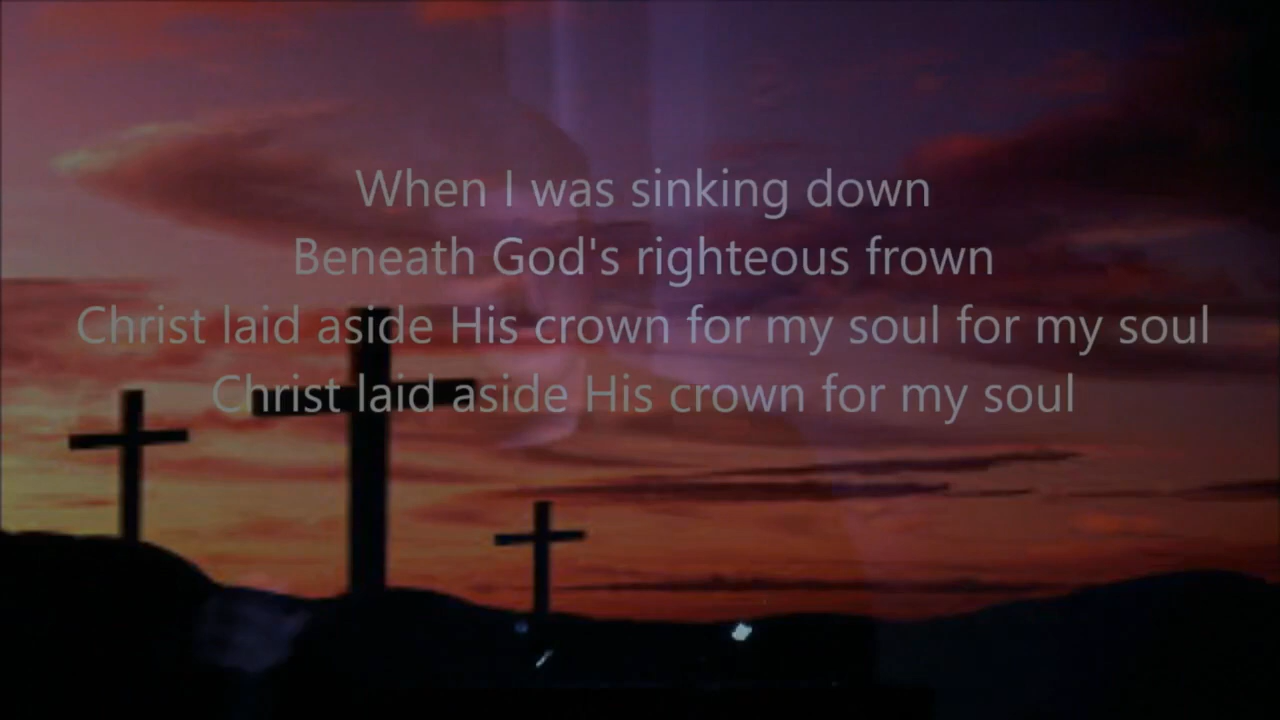 When I was sinking down
Beneath God's righteous frown
Christ laid aside His crown for my soul for my soul
Christ laid aside His crown for my soul